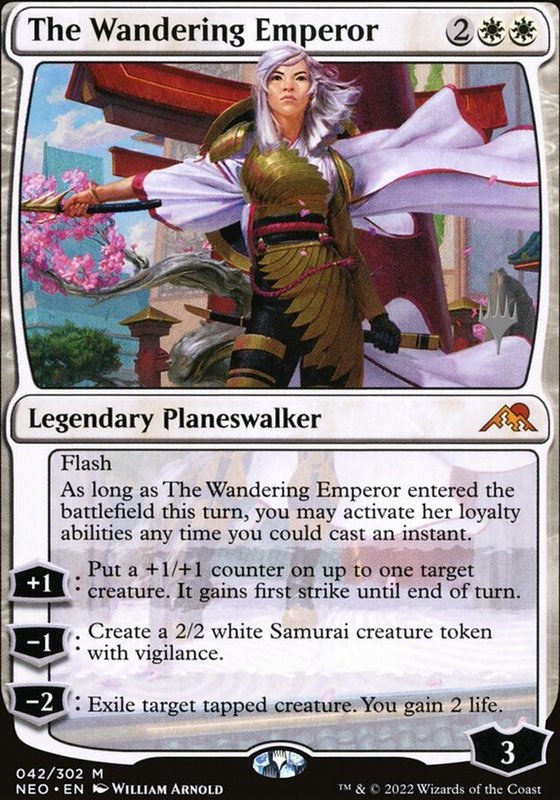 The Wandering Emperor 2
Legendary Planeswalker
Flash
As long as The Wandering Emperor entered the
battlefield this turn, you may activate her loyalty
abilities any time you could cast an instant.
+1 : Put a +1/+1 counter on up to one target
creature. It gains first strike until end of turn.
−1 : Create a 2/2 white Samurai creature token
with vigilance.
−2 : Exile target tapped creature. You gain 2 life.
3
042/302 M
NEO • EN William Arnold
™ & © 2022 Wizards of the Coast